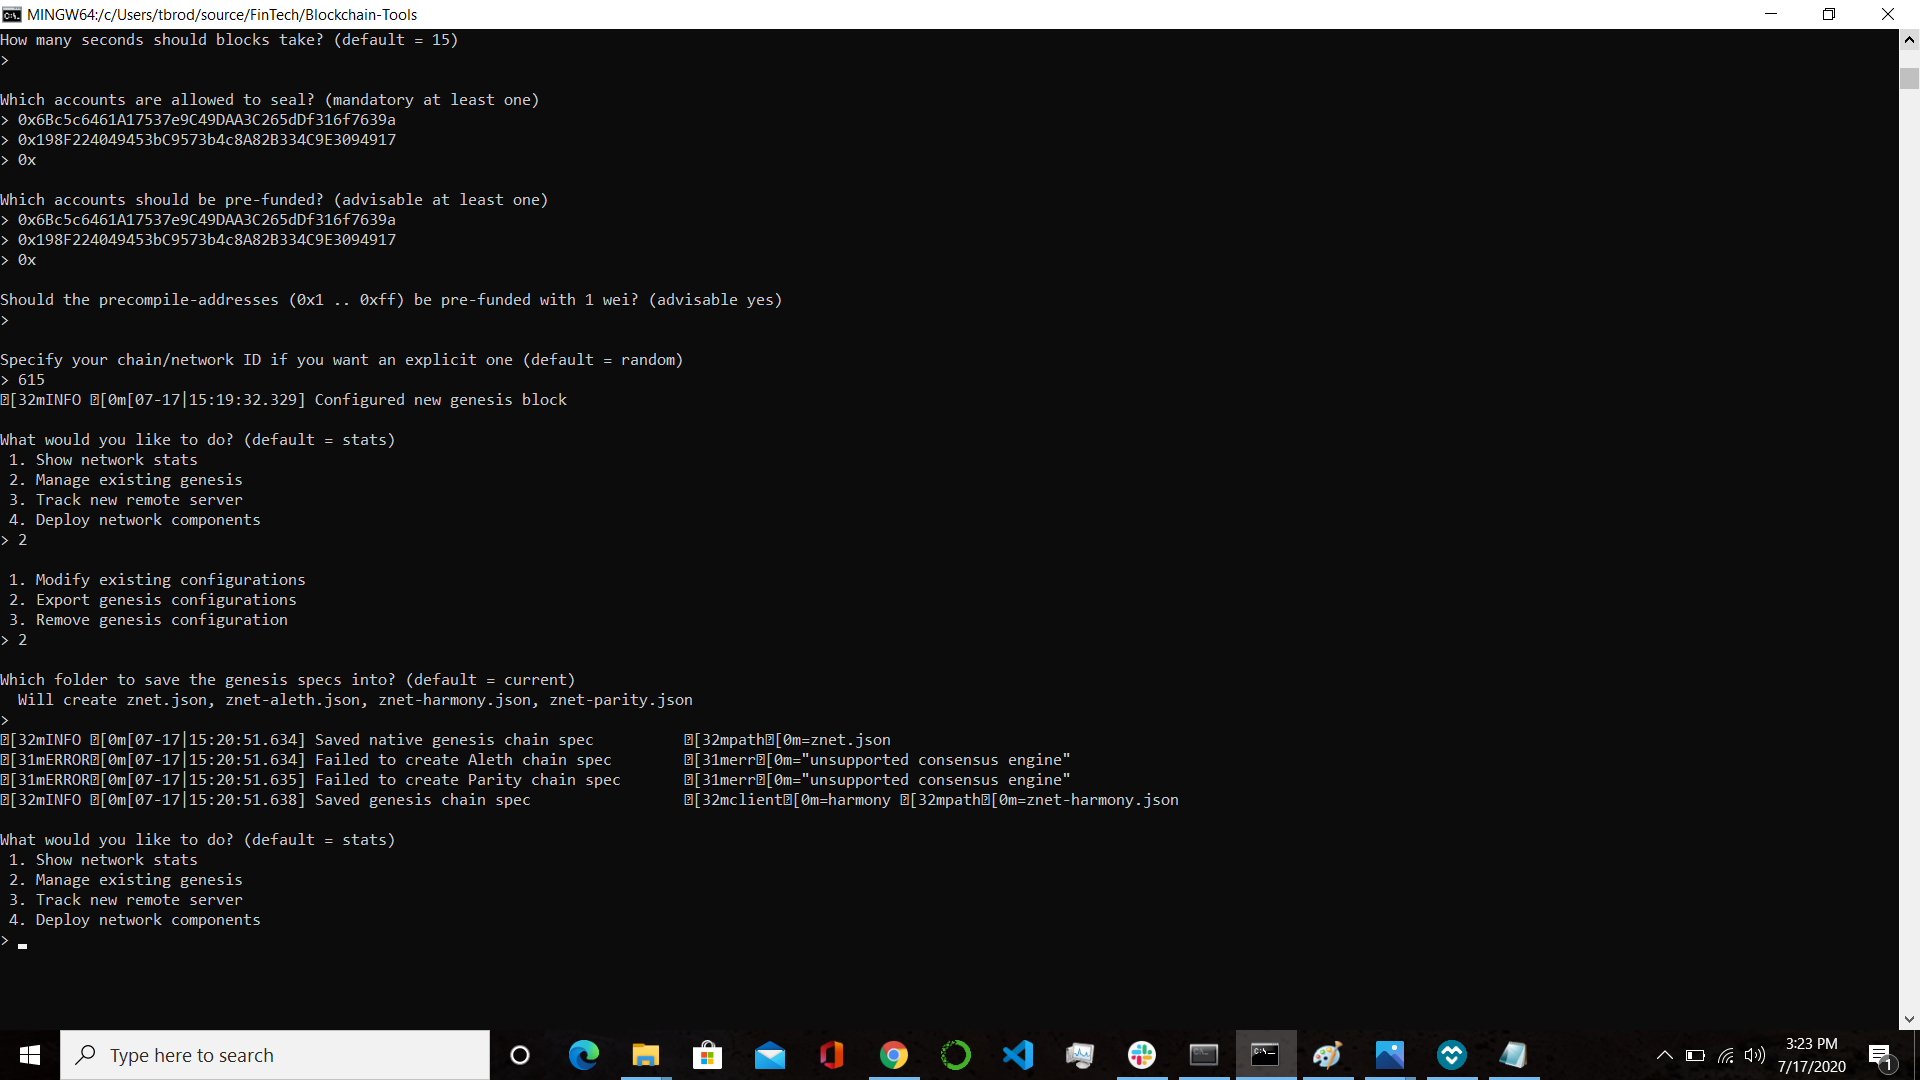 MINGW64:/c/Users/tbrod/source/FinTech/Blockchain-Tools
How many seconds should blocks take? (default = 15)
>
Which accounts are allowed to seal? (mandatory at least one)
> 0x6Bc5c6461A17537e9C49DAA3C265dDf316f7639a
> 0x198F224049453bC9573b4c8A82B334C9E3094917
> 0x
Which accounts should be pre-funded? (advisable at least one)
> 0x6Bc5c6461A17537e9C49DAA3C265dDf316f7639a
> 0x198F224049453bC9573b4c8A82B334C9E3094917
> 0x
Should the precompile-addresses (0x1 .. 0xff) be pre-funded with 1 wei? (advisable yes)
>
Specify your chain/network ID if you want an explicit one (default = random)
> 615
[32mINFO [0m[07-17|15:19:32.329] Configured new genesis block
What would you like to do? (default = stats)
1. Show network stats
2. Manage existing genesis
3. Track new remote server
4. Deploy network components
> 2
1. Modify existing configurations
2. Export genesis configurations
3. Remove genesis configuration
> 2
Which folder to save the genesis specs into? (default = current)
Will create znet.json, znet-aleth.json, znet-harmony.json, znet-parity.json
>
[32mINFO [0m[07-17|15:20:51.634] Saved native genesis chain spec [32mpath[0m=znet.json
[31mERROR[0m[07-17|15:20:51.634] Failed to create Aleth chain spec [31merr[0m="unsupported consensus engine"
[31mERROR[0m[07-17|15:20:51.635] Failed to create Parity chain spec [31merr[0m="unsupported consensus engine"
[32mINFO [0m[07-17|15:20:51.638] Saved genesis chain spec [32mclient[0m=harmony [32mpath[0m=znet-harmony.json
What would you like to do? (default = stats)
1. Show network stats
2. Manage existing genesis
3. Track new remote server
4. Deploy network components
>
Type here to search
3:23 PM
7/17/2020
1